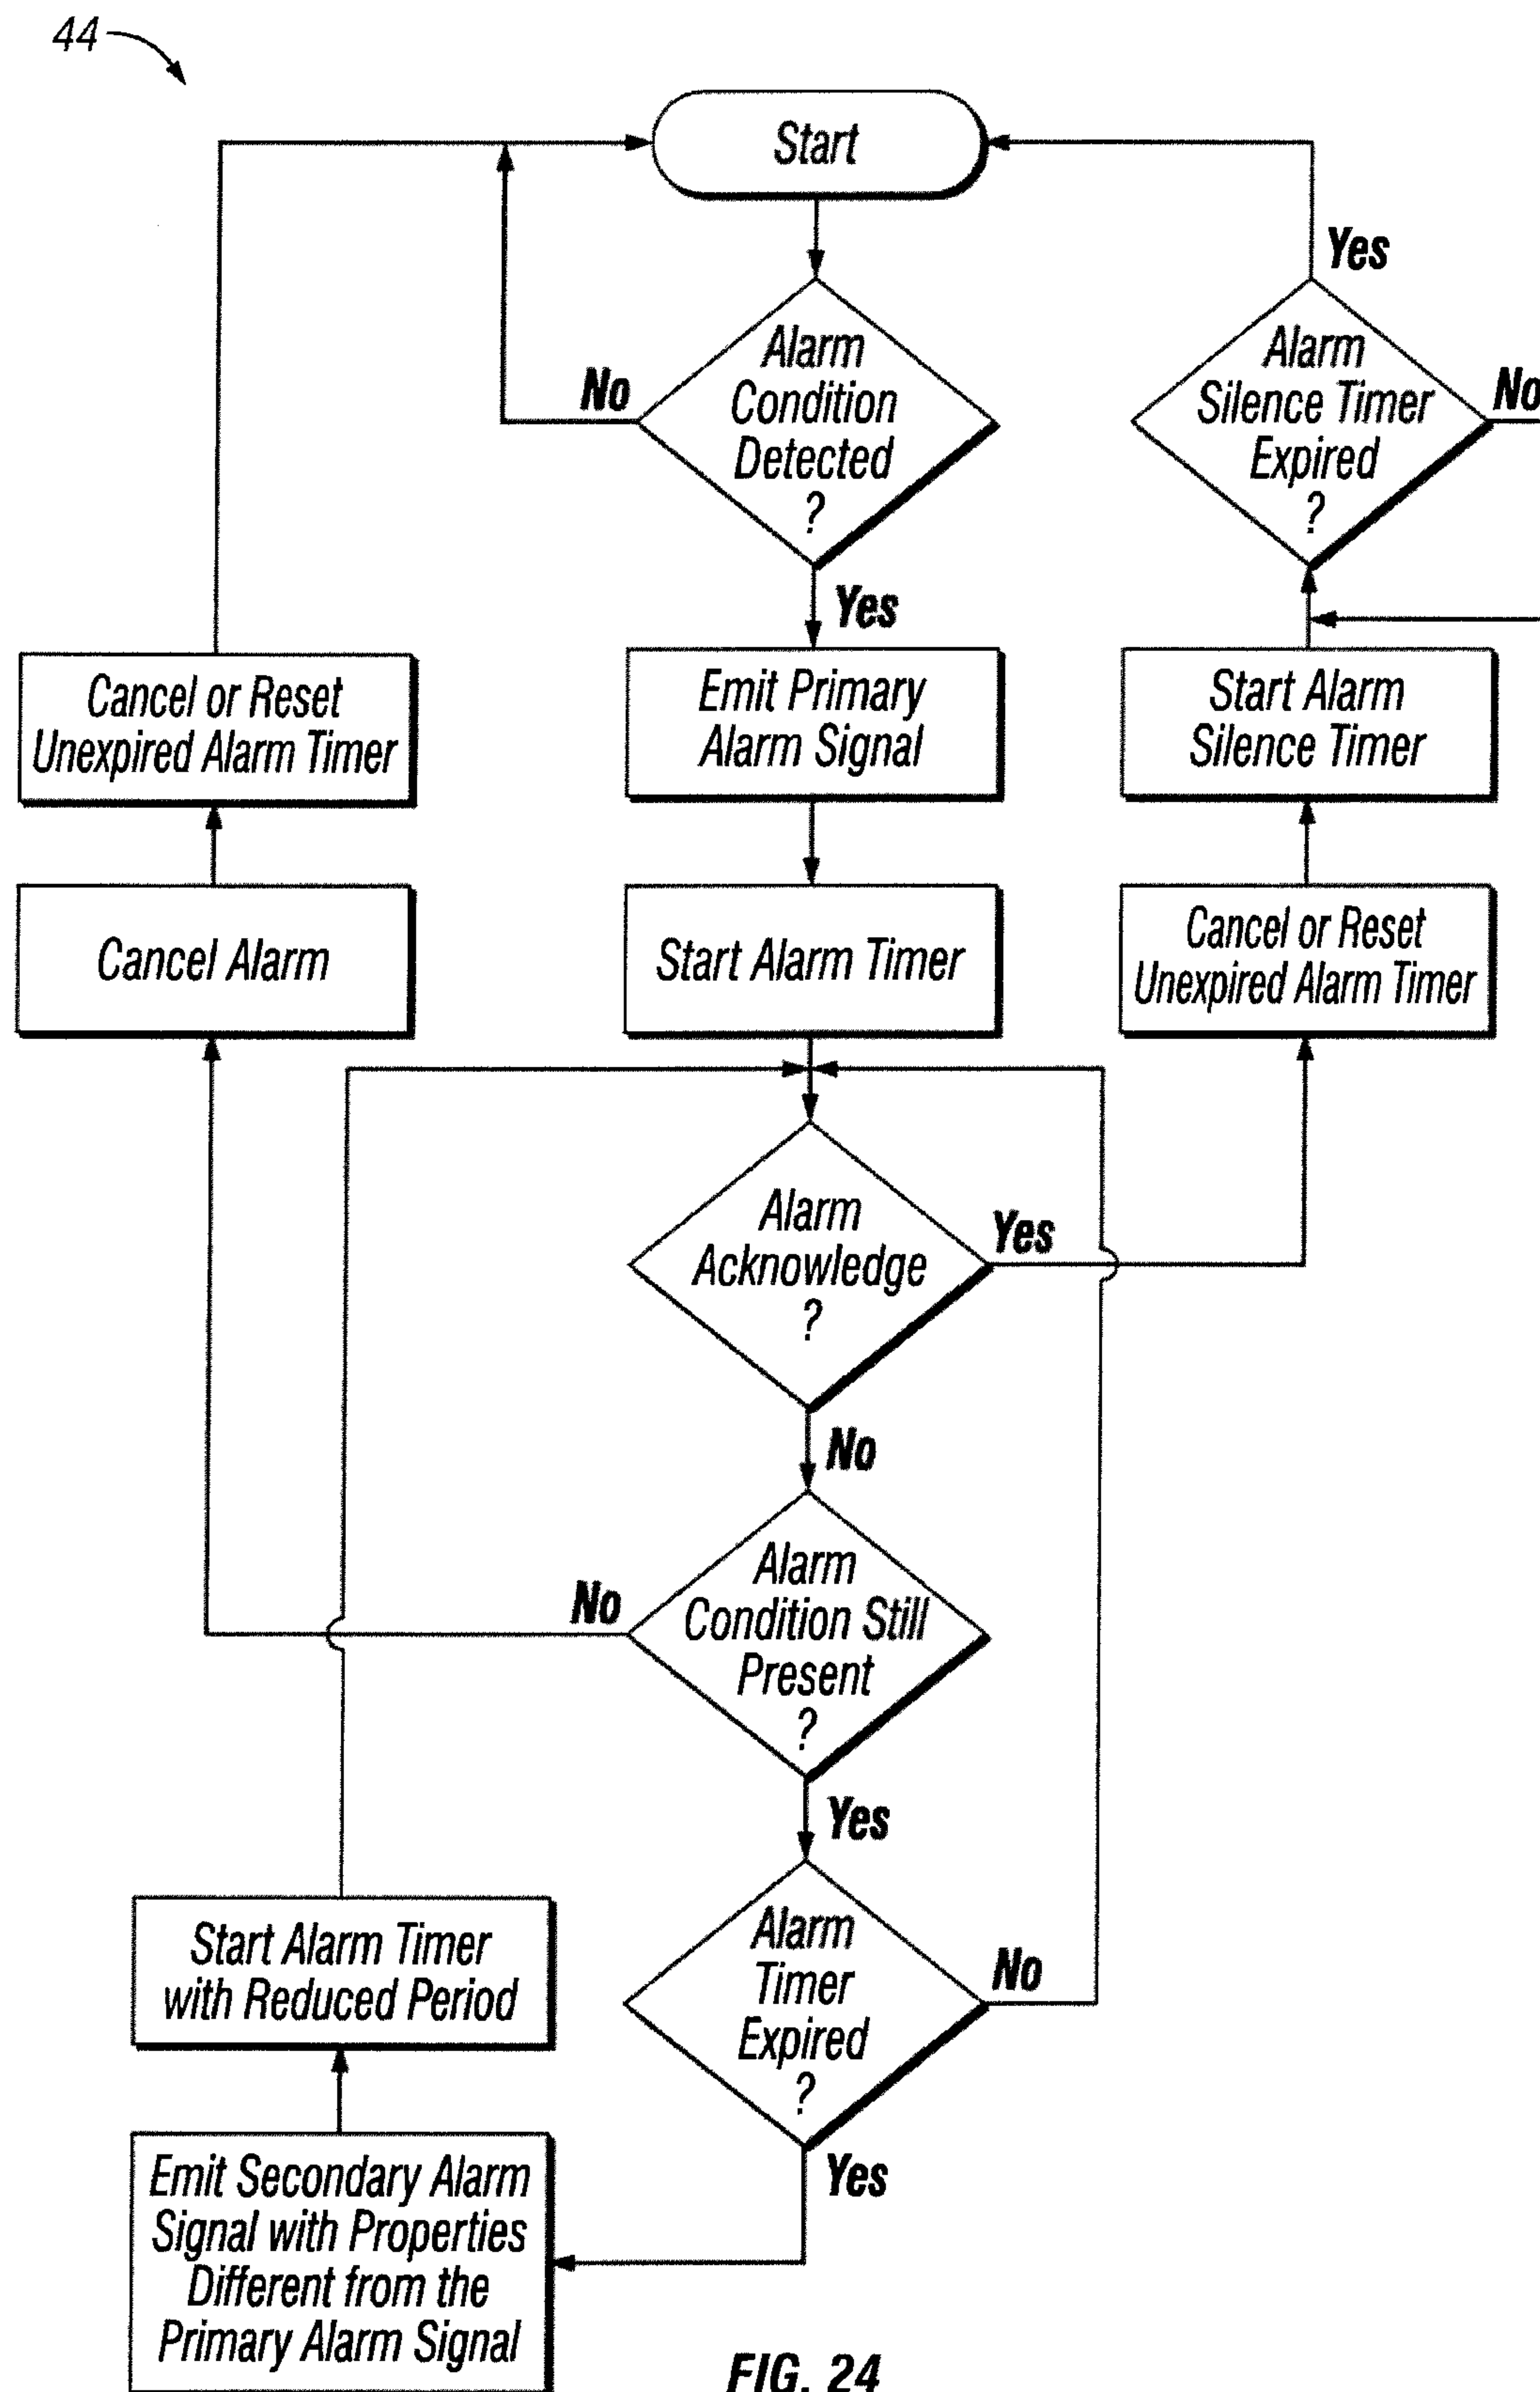 44
Start
Yes
Alarm
Condition
Detected
?
No
Alarm
Silence Timer
Expired
?
No
Yes
Cancel or Reset
Unexpired Alarm Timer
Emit Primary
Alarm Signal
Start Alarm
Silence Timer
Cancel Alarm
Start Alarm Timer
Cancel or Reset
Unexpired Alarm Timer
Alarm
Acknowledge
?
Yes
No
Alarm
Condition Still
Present
?
No
Yes
Start Alarm Timer
with Reduced Period
Alarm
Timer
Expired
?
No
Yes
Emit Secondary Alarm
Signal with Properties
Different from the
Primary Alarm Signal
FIG. 24